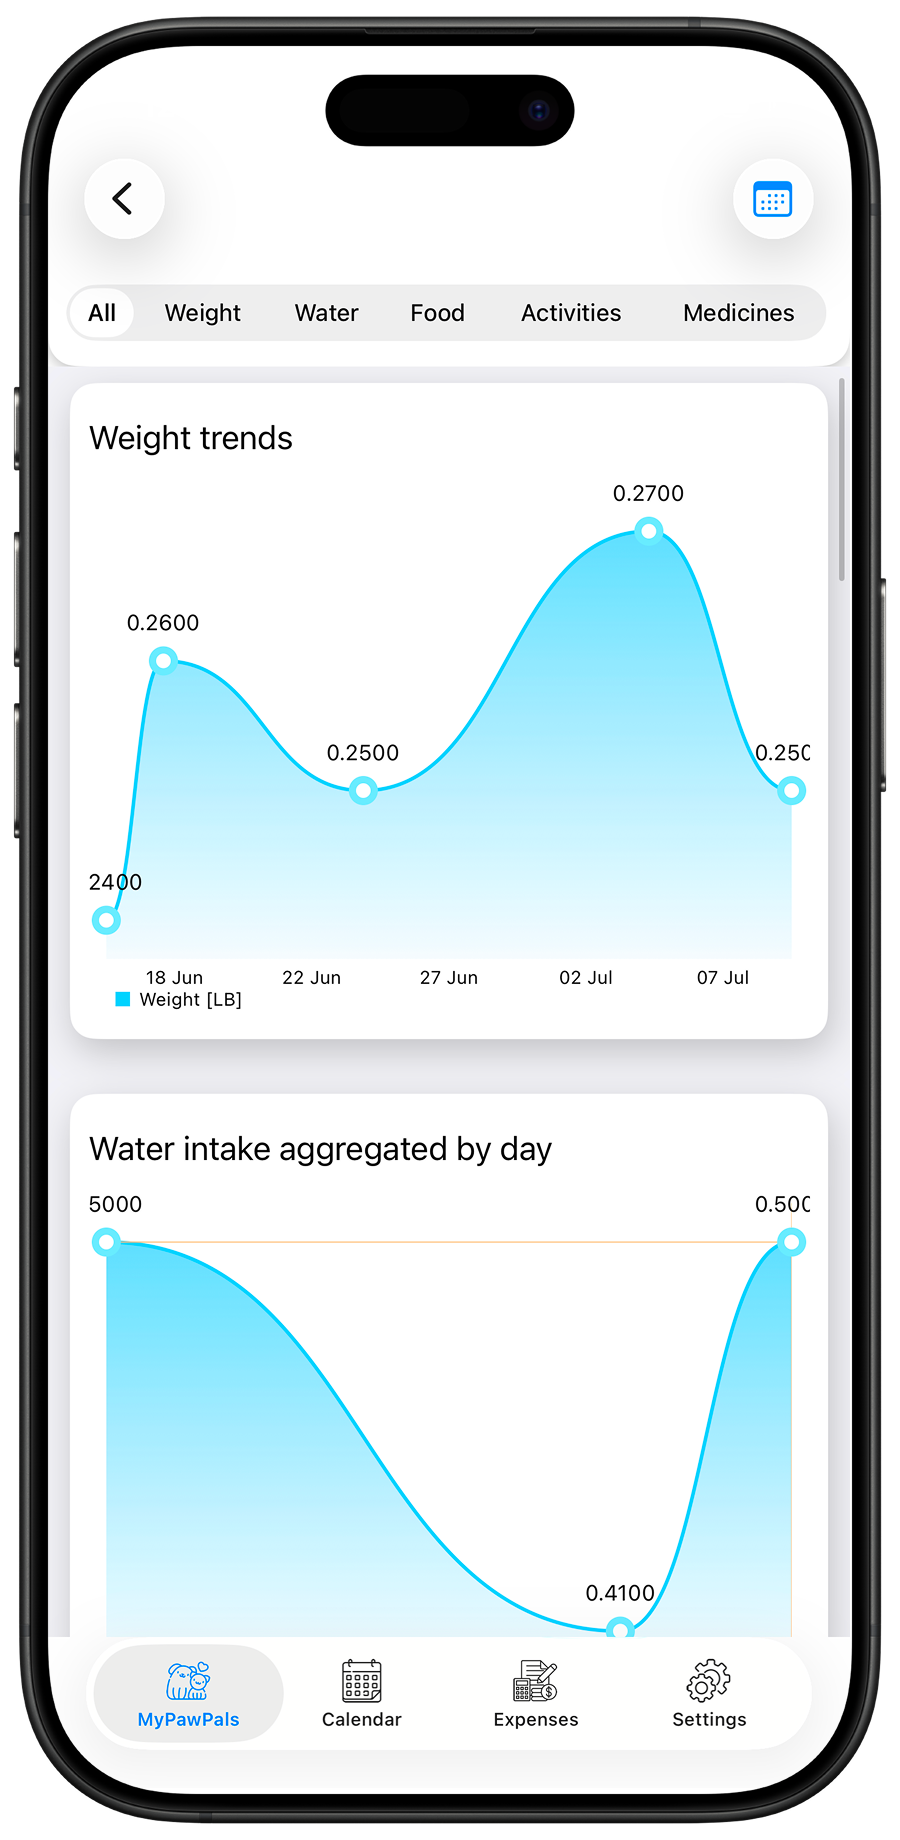 All Weight Water Food Activities Medicines
Weight trends
0.2700
0.2600
0.2500
0.250
2400
18 Jun 22 Jun 27 Jun 02 Jul 07 Jul
Weight [LB]
Water intake aggregated by day
5000 0.500
0.4100
MyPawPals Calendar Expenses Settings